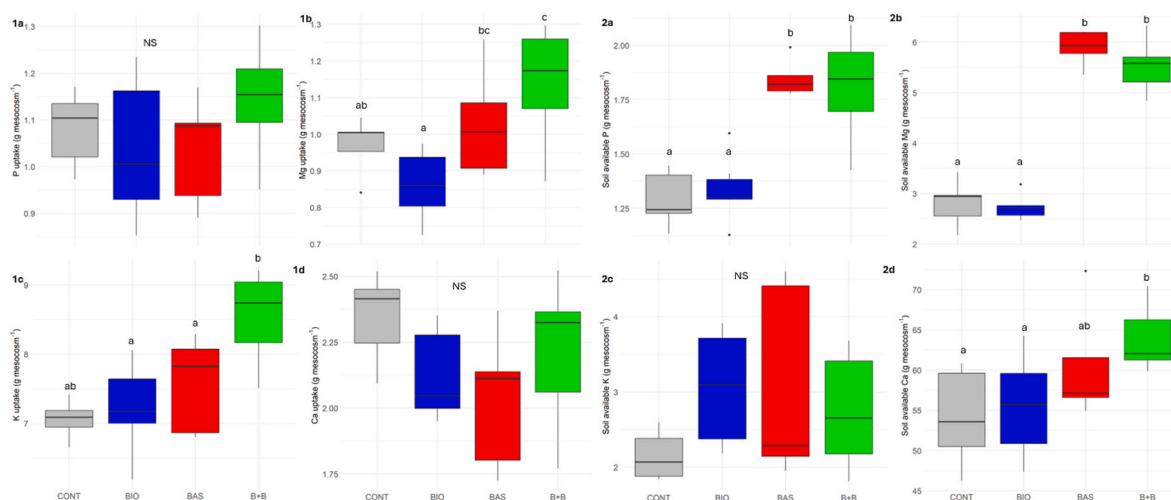 1a
P uptake (g mesocosm⁻¹)
1.3
1.2
1.1
1.0
0.9
NS
1b
Mg uptake (g mesocosm⁻¹)
1.3
1.2
1.1
1.0
0.9
0.8
0.7
ab
a
bc
c
2a
Soil available P (g mesocosm⁻¹)
2.00
1.75
1.50
1.25
a
a
b
b
2b
Soil available Mg (g mesocosm⁻¹)
6
5
4
3
2
a
a
b
b
1c
K uptake (g mesocosm⁻¹)
9
8
7
ab
a
a
b
CONT BIO BAS B+B
1d
Ca uptake (g mesocosm⁻¹)
2.50
2.25
2.00
1.75
NS
CONT BIO BAS B+B
2c
Soil available K (g mesocosm⁻¹)
4
3
2
NS
CONT BIO BAS B+B
2d
Soil available Ca (g mesocosm⁻¹)
70
65
60
55
50
45
a
a
ab
b
CONT BIO BAS B+B